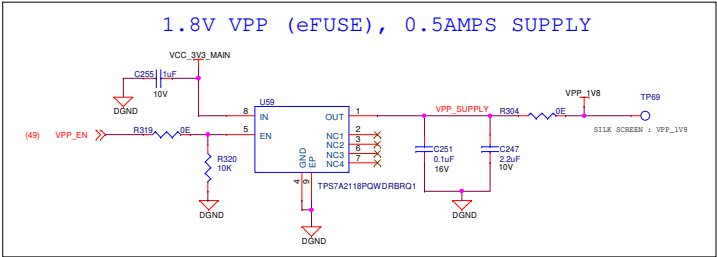 1.8V VPP (eFUSE), 0.5AMPS SUPPLY
VCC_3V3_MAIN
C255 1uF
10V
DGND
U59
VPP_1V8
TP69
8 IN OUT 1
VPP_SUPPLY
R304 0E
(49) VPP_EN
R319 0E
5 EN
NC1 2
NC2 3
NC3 6
NC4 7
SILK SCREEN : VPP_1V8
R320
10K
GND
EP
4
9
C251
0.1uF
16V
C247
2.2uF
10V
TPS7A2118PQWDRBRQ1
DGND
DGND
DGND